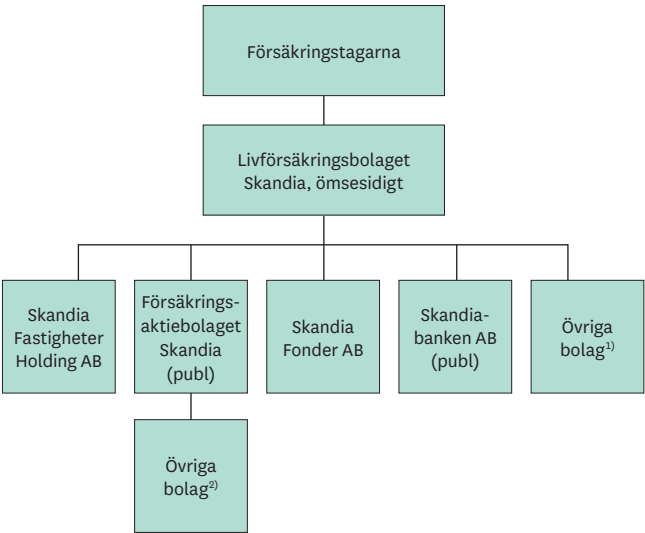 Försäkringstagarna
Livförsäkringsbolaget
Skandia, ömsesidigt
Skandia
Fastigheter
Holding AB
Försäkrings-
aktiebolaget
Skandia
(publ)
Skandia
Fonder AB
Skandia-
banken AB
(publ)
Övriga
bolag¹⁾
Övriga
bolag²⁾